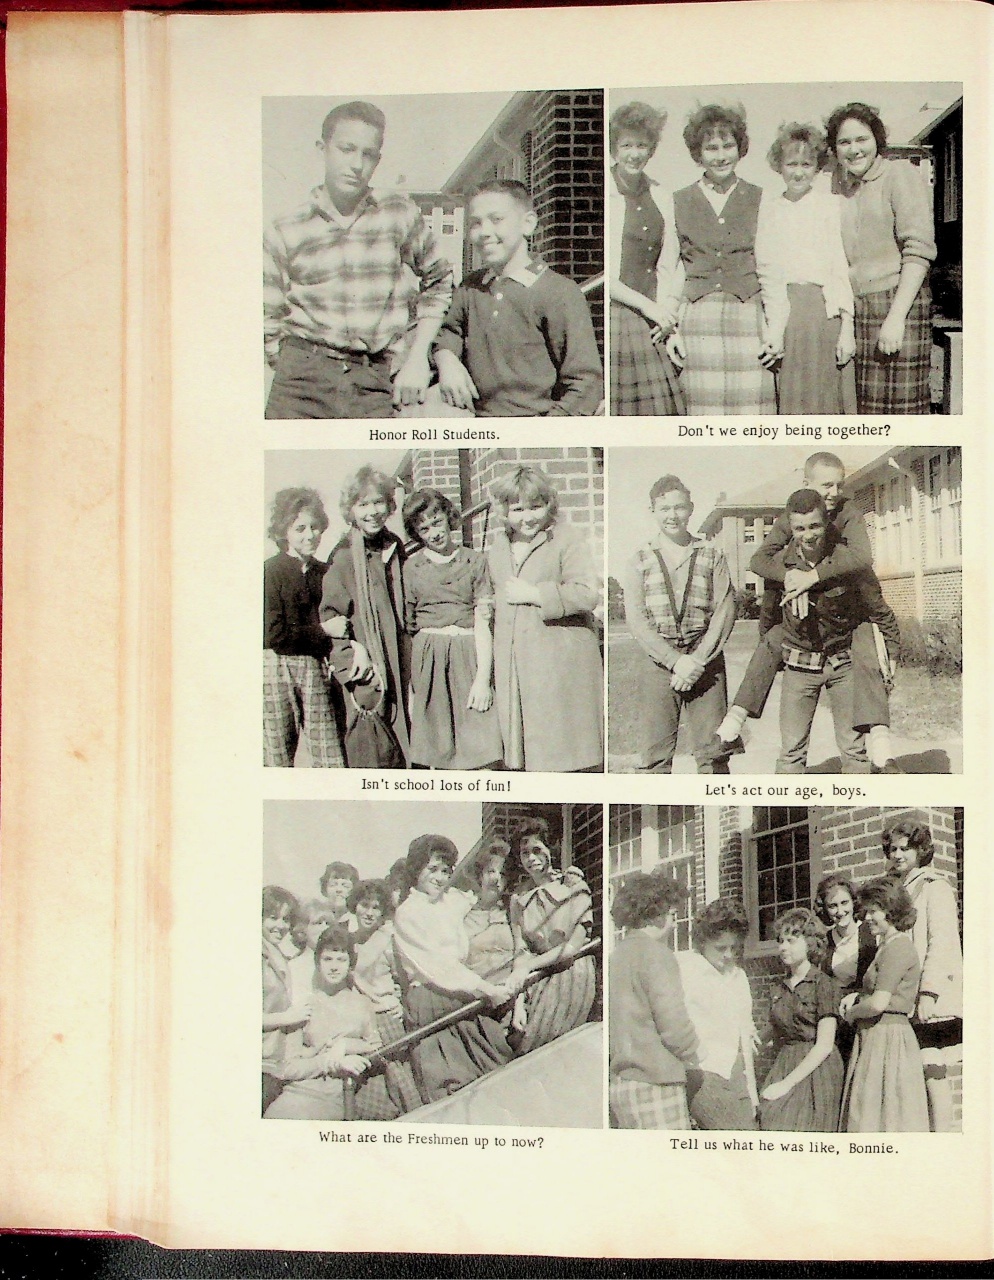 Honor Roll Students.
Don't we enjoy being together?
Isn't school lots of fun!
Let's act our age, boys.
What are the Freshmen up to now?
Tell us what he was like, Bonnie.